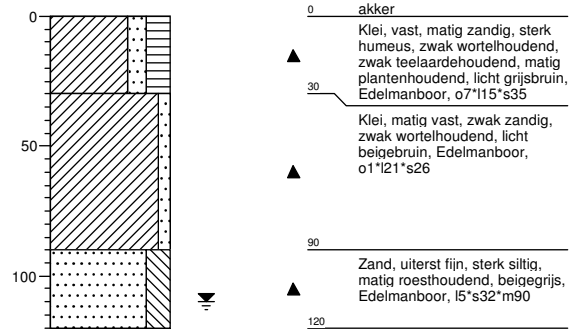 0
50
100
0 akker
Klei, vast, matig zandig, sterk
humeus, zwak wortelhoudend,
zwak teelaardehoudend, matig
plantenhoudend, licht grijsbruin,
Edelmanboor, o7*l15*s35
30
Klei, matig vast, zwak zandig,
zwak wortelhoudend, licht
beigebruin, Edelmanboor,
o1*l21*s26
90
Zand, uiterst fijn, sterk siltig,
matig roesthoudend, beigegrijs,
Edelmanboor, l5*s32*m90
120